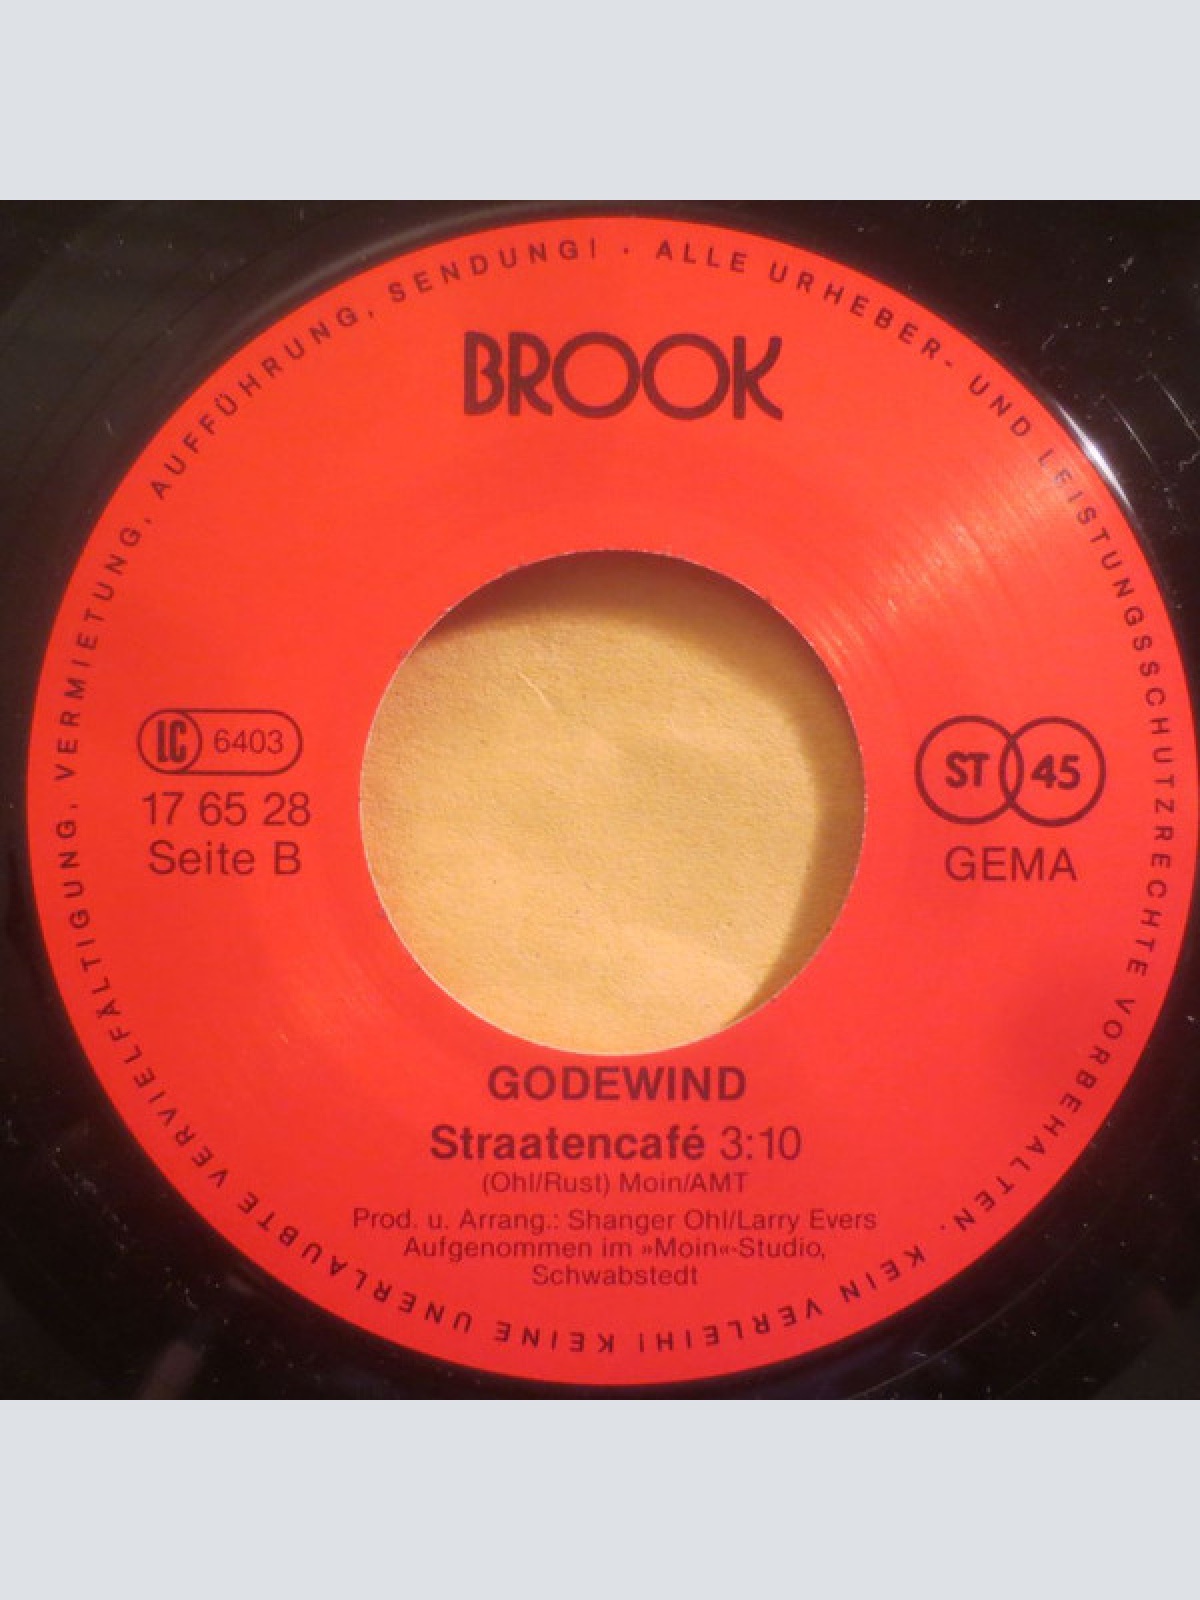 BROOK
ALLE URHEBER- UND LEISTUNGSSCHUTZRECHTE VORBEHALTEN. KEIN VERLEIH! KEINE UNERLAUBTE VERVIELFÄLTIGUNG, VERMIETUNG, AUFFÜHRUNG, SENDUNG! ·
LC 6403
17 65 28
Seite B
ST 45
GEMA
GODEWIND
Straatencafé 3:10
(Ohl/Rust) Moin/AMT
Prod. u. Arrang.: Shanger Ohl/Larry Evers
Aufgenommen im »Moin«-Studio,
Schwabstedt